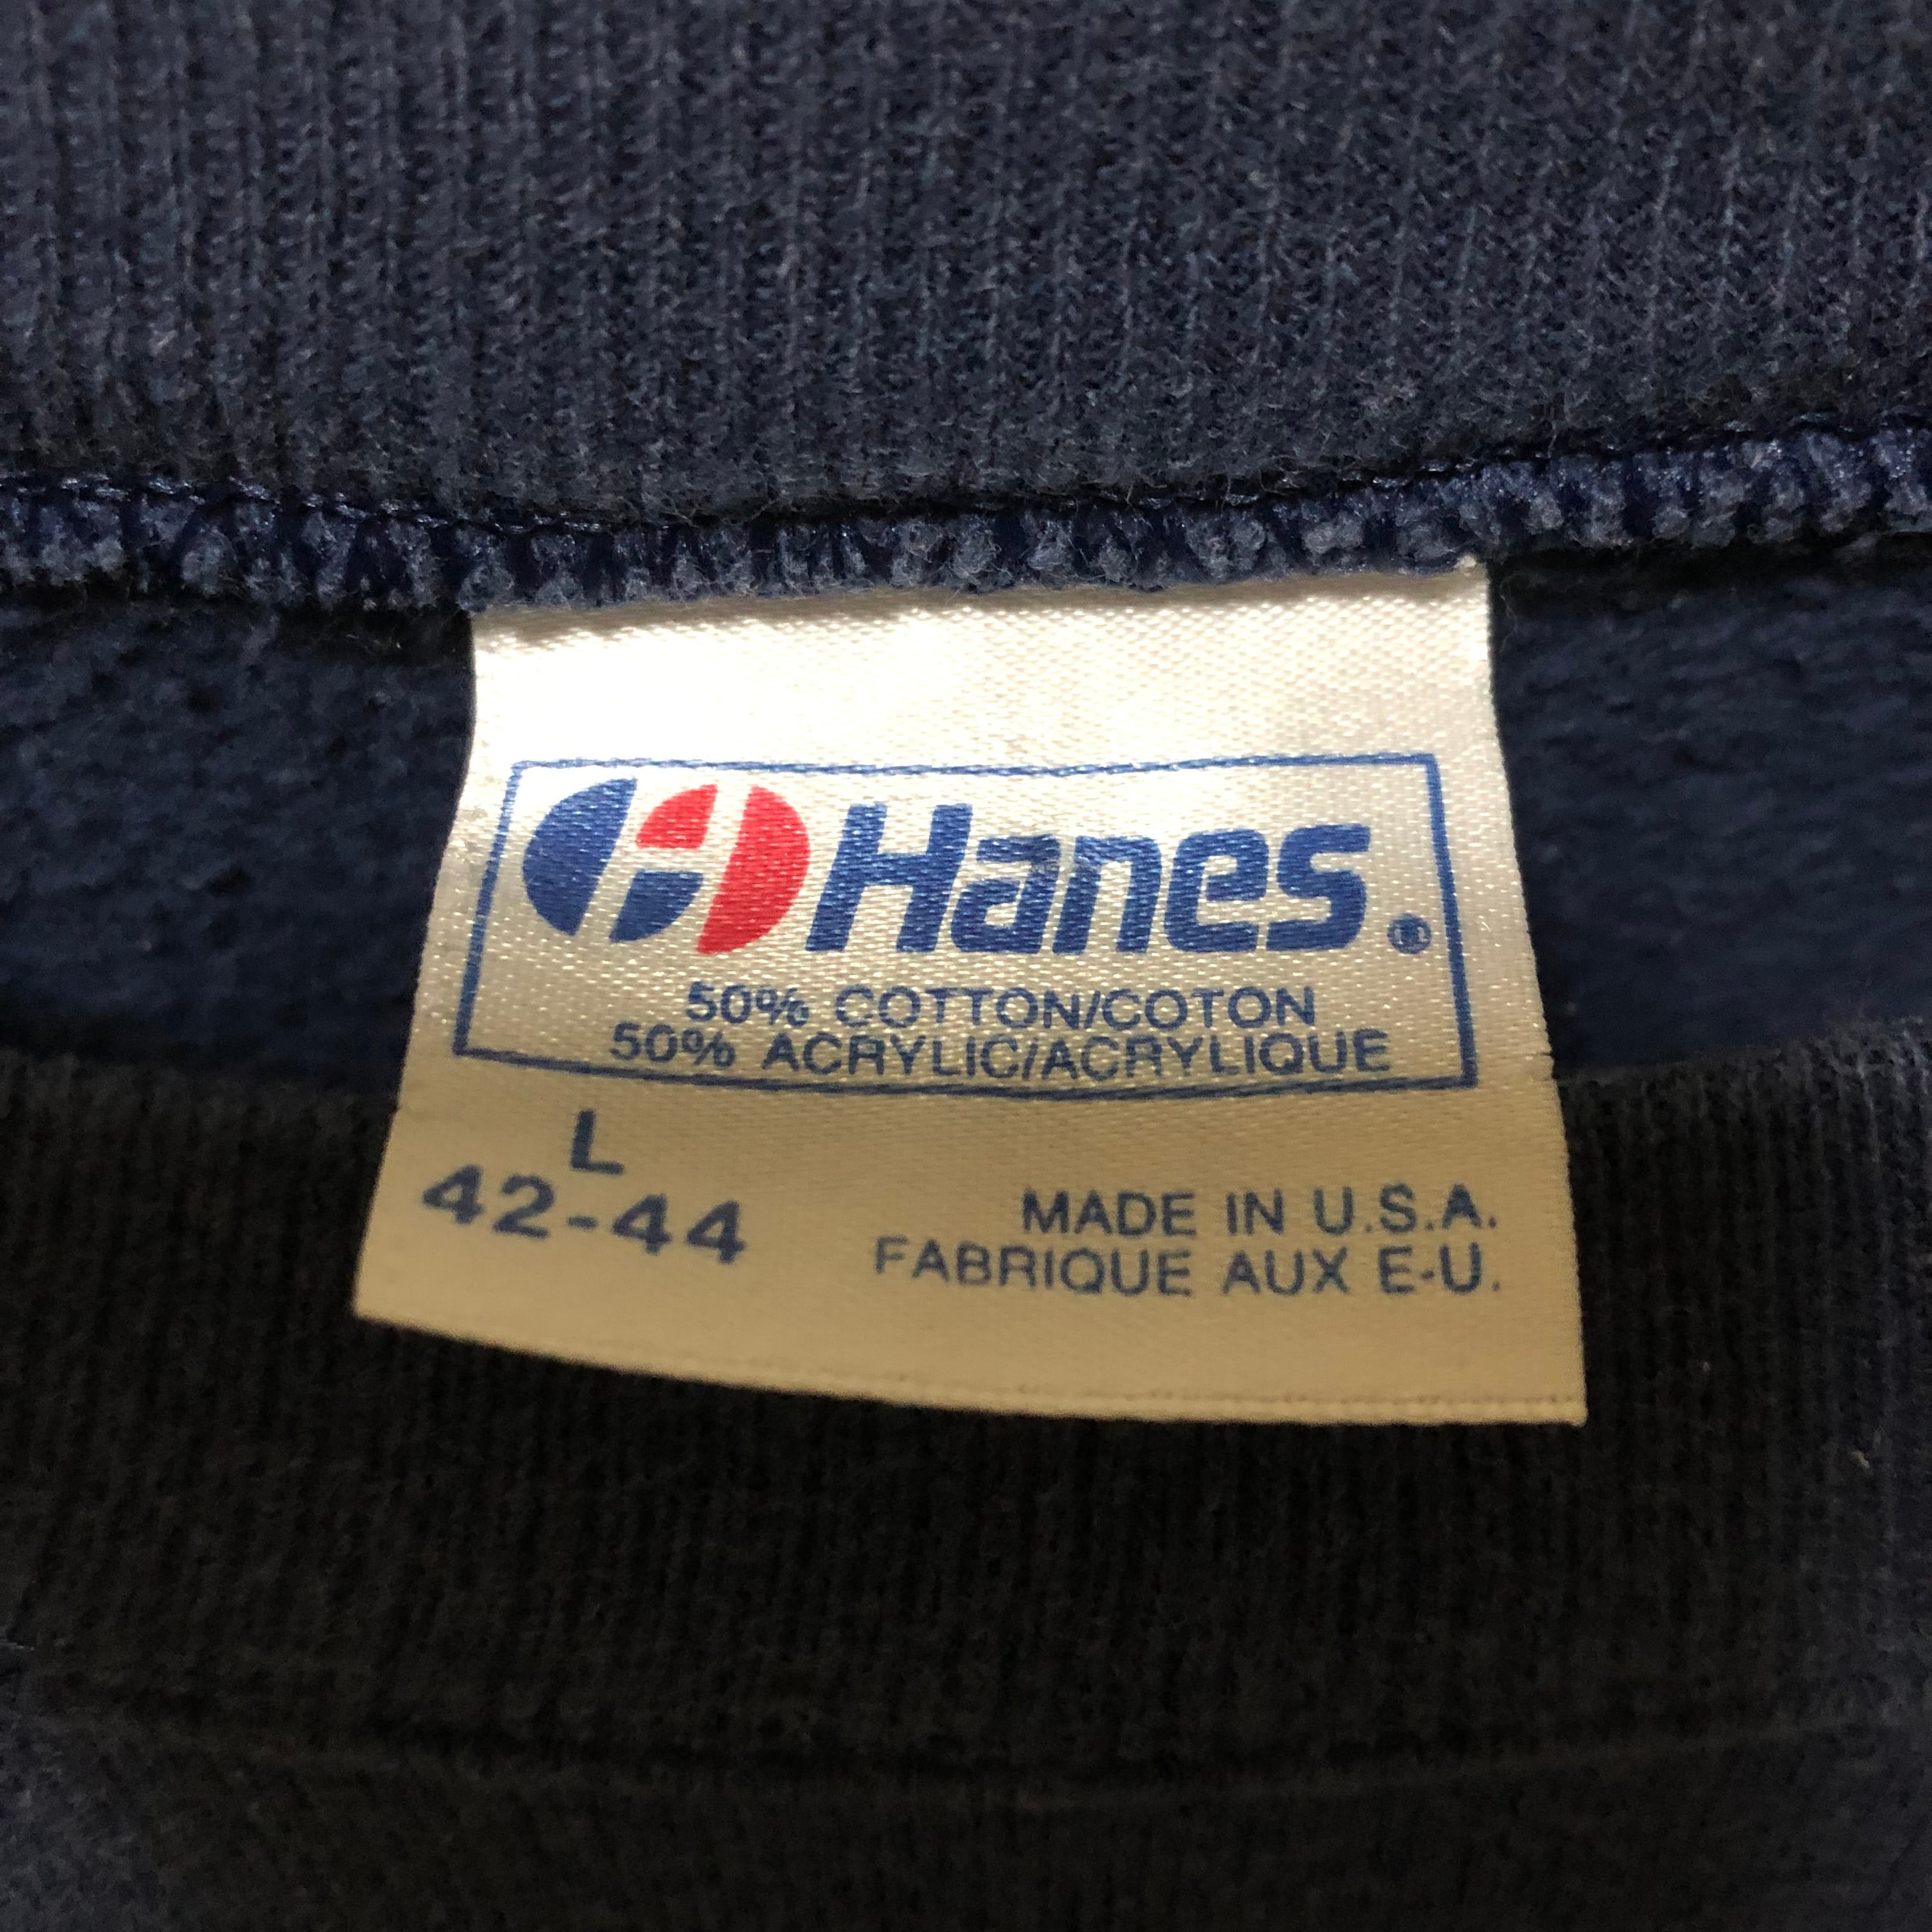 Hanes®
50% COTTON/COTON
50% ACRYLIC/ACRYLIQUE
L
42-44
MADE IN U.S.A.
FABRIQUE AUX E-U.